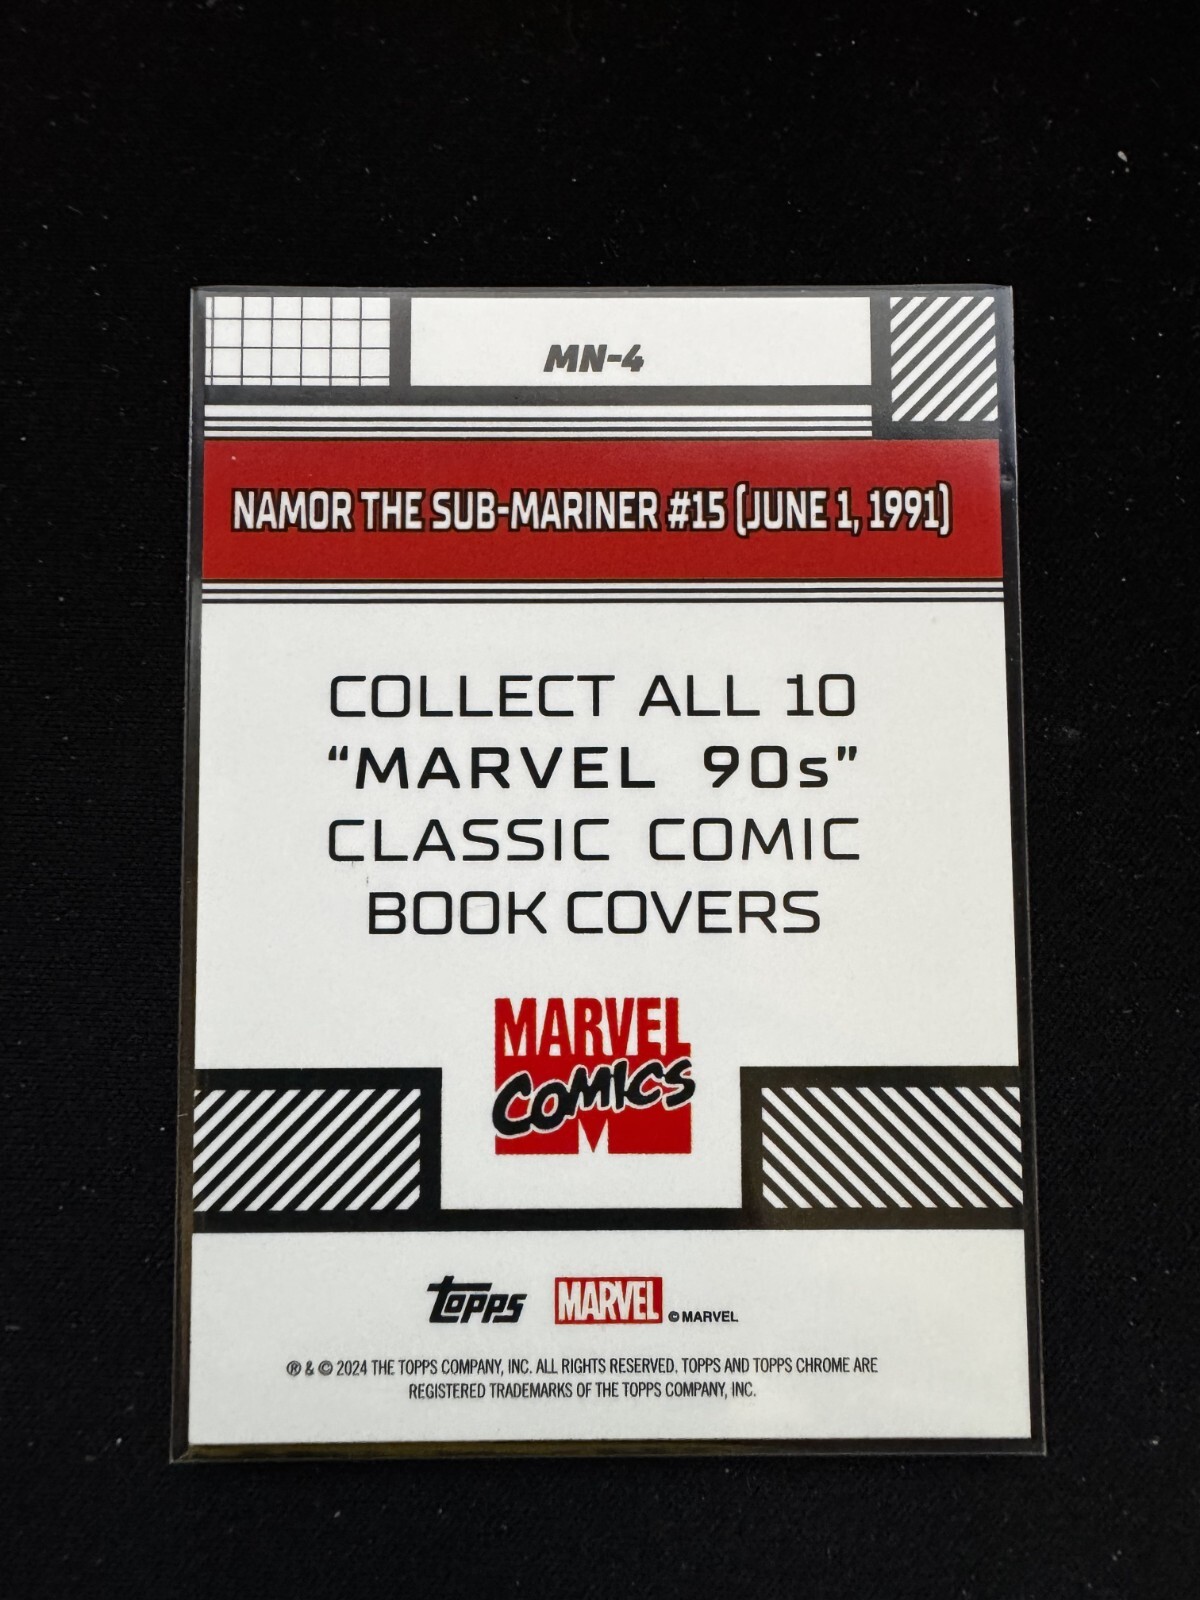 MN-4
NAMOR THE SUB-MARINER #15 (JUNE 1, 1991)
COLLECT ALL 10
“MARVEL 90s”
CLASSIC COMIC
BOOK COVERS
MARVEL
COMICS
TOPPS MARVEL © MARVEL
® & © 2024 THE TOPPS COMPANY, INC. ALL RIGHTS RESERVED. TOPPS AND TOPPS CHROME ARE
REGISTERED TRADEMARKS OF THE TOPPS COMPANY, INC.